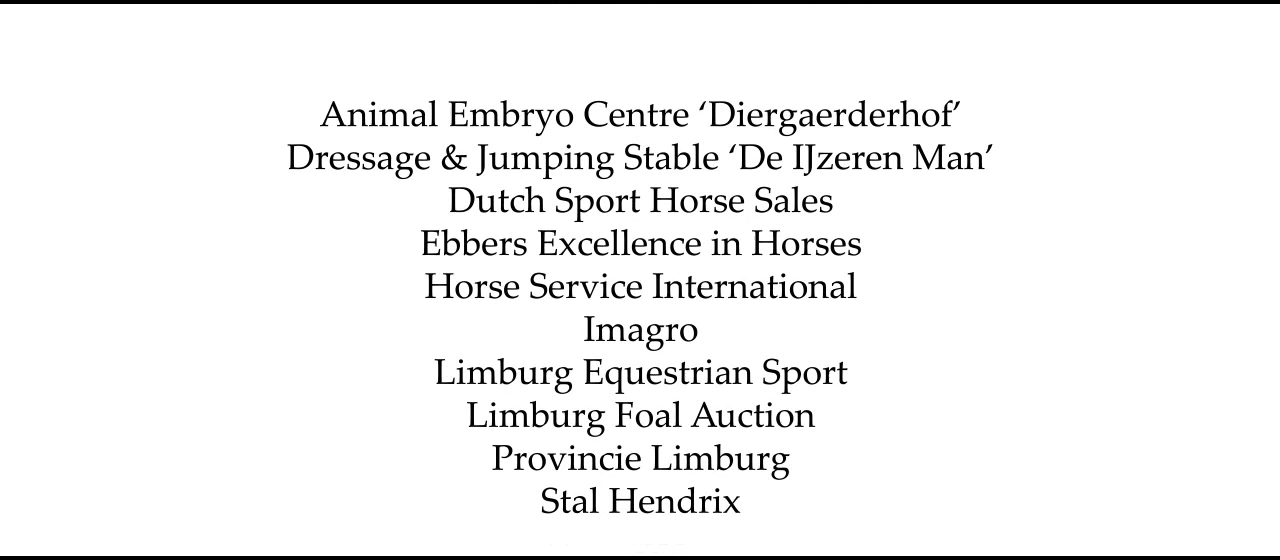 Animal Embryo Centre ‘Diergaerderhof’
Dressage & Jumping Stable ‘De IJzeren Man’
Dutch Sport Horse Sales
Ebbers Excellence in Horses
Horse Service International
Imagro
Limburg Equestrian Sport
Limburg Foal Auction
Provincie Limburg
Stal Hendrix